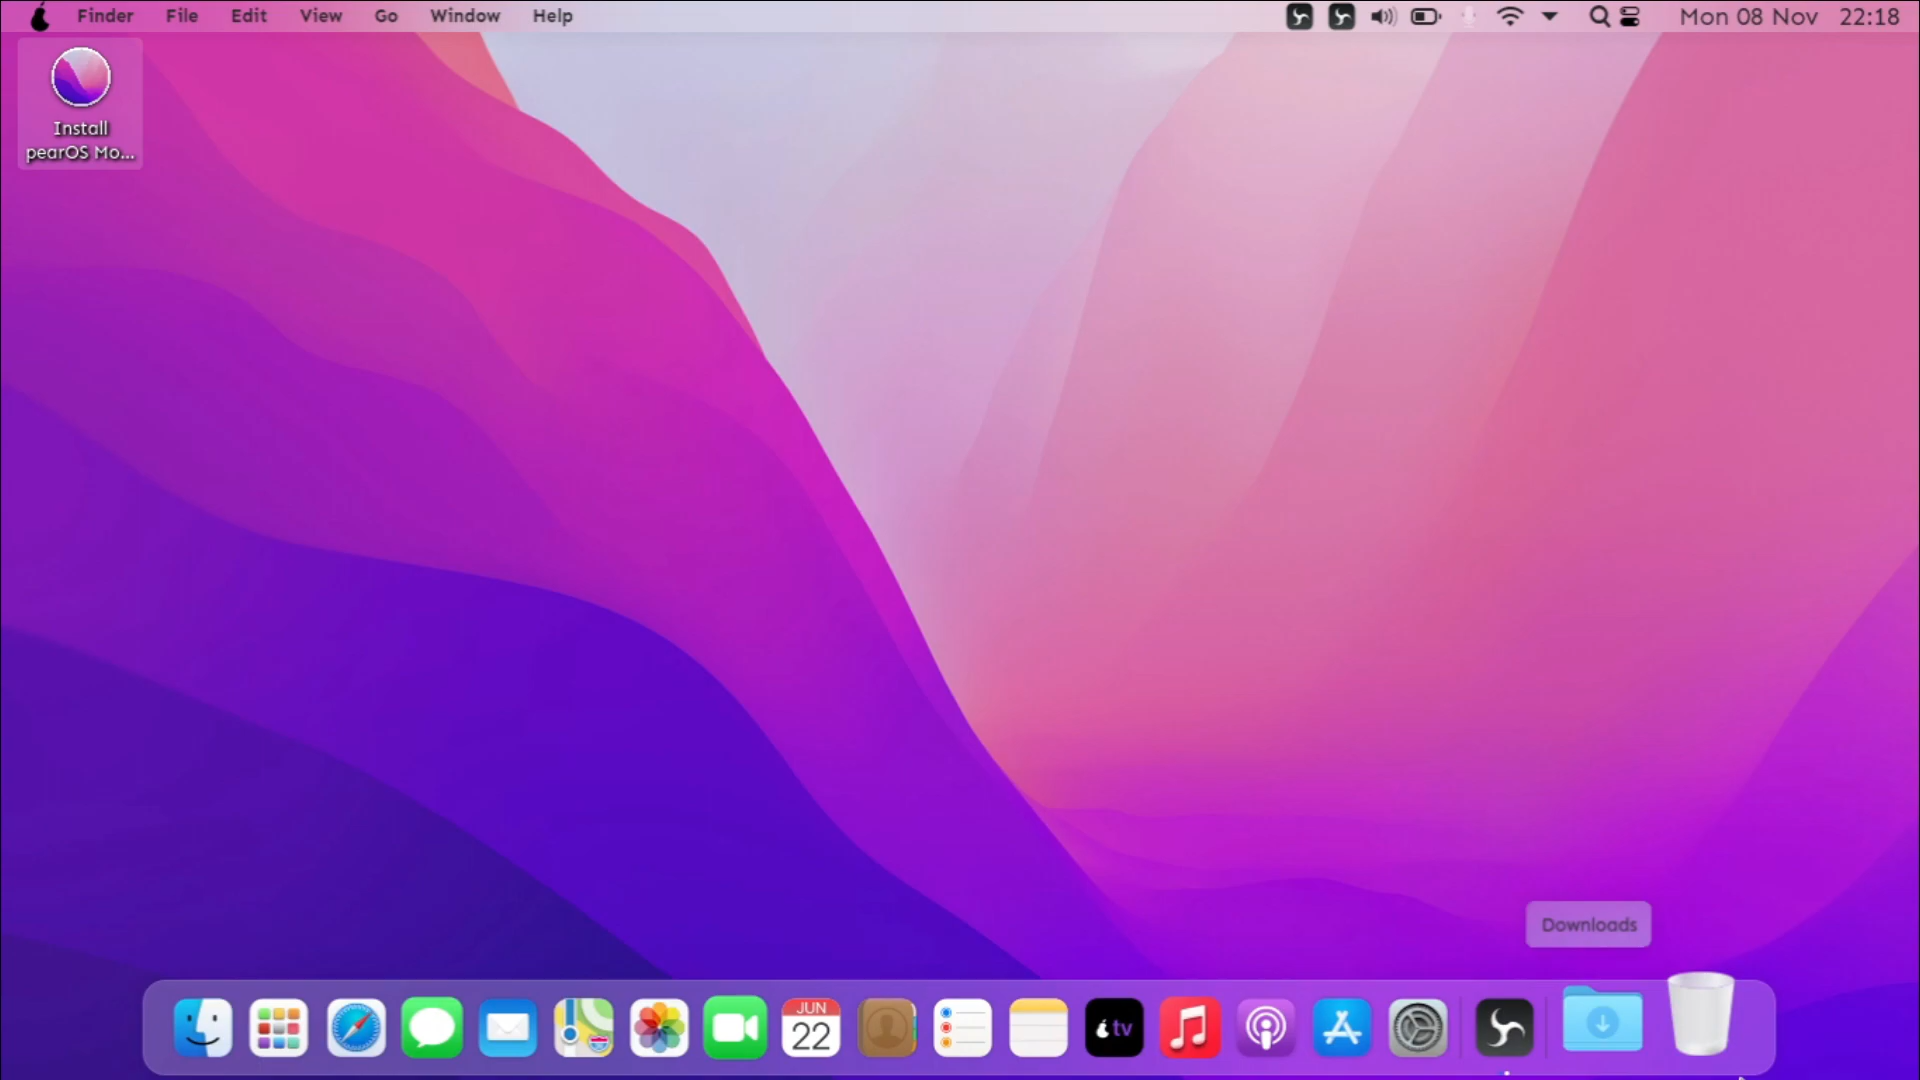 Finder File Edit View Go Window Help Mon 08 Nov 22:18
Install
pearOS Mo...
Downloads
JUN
22
tv